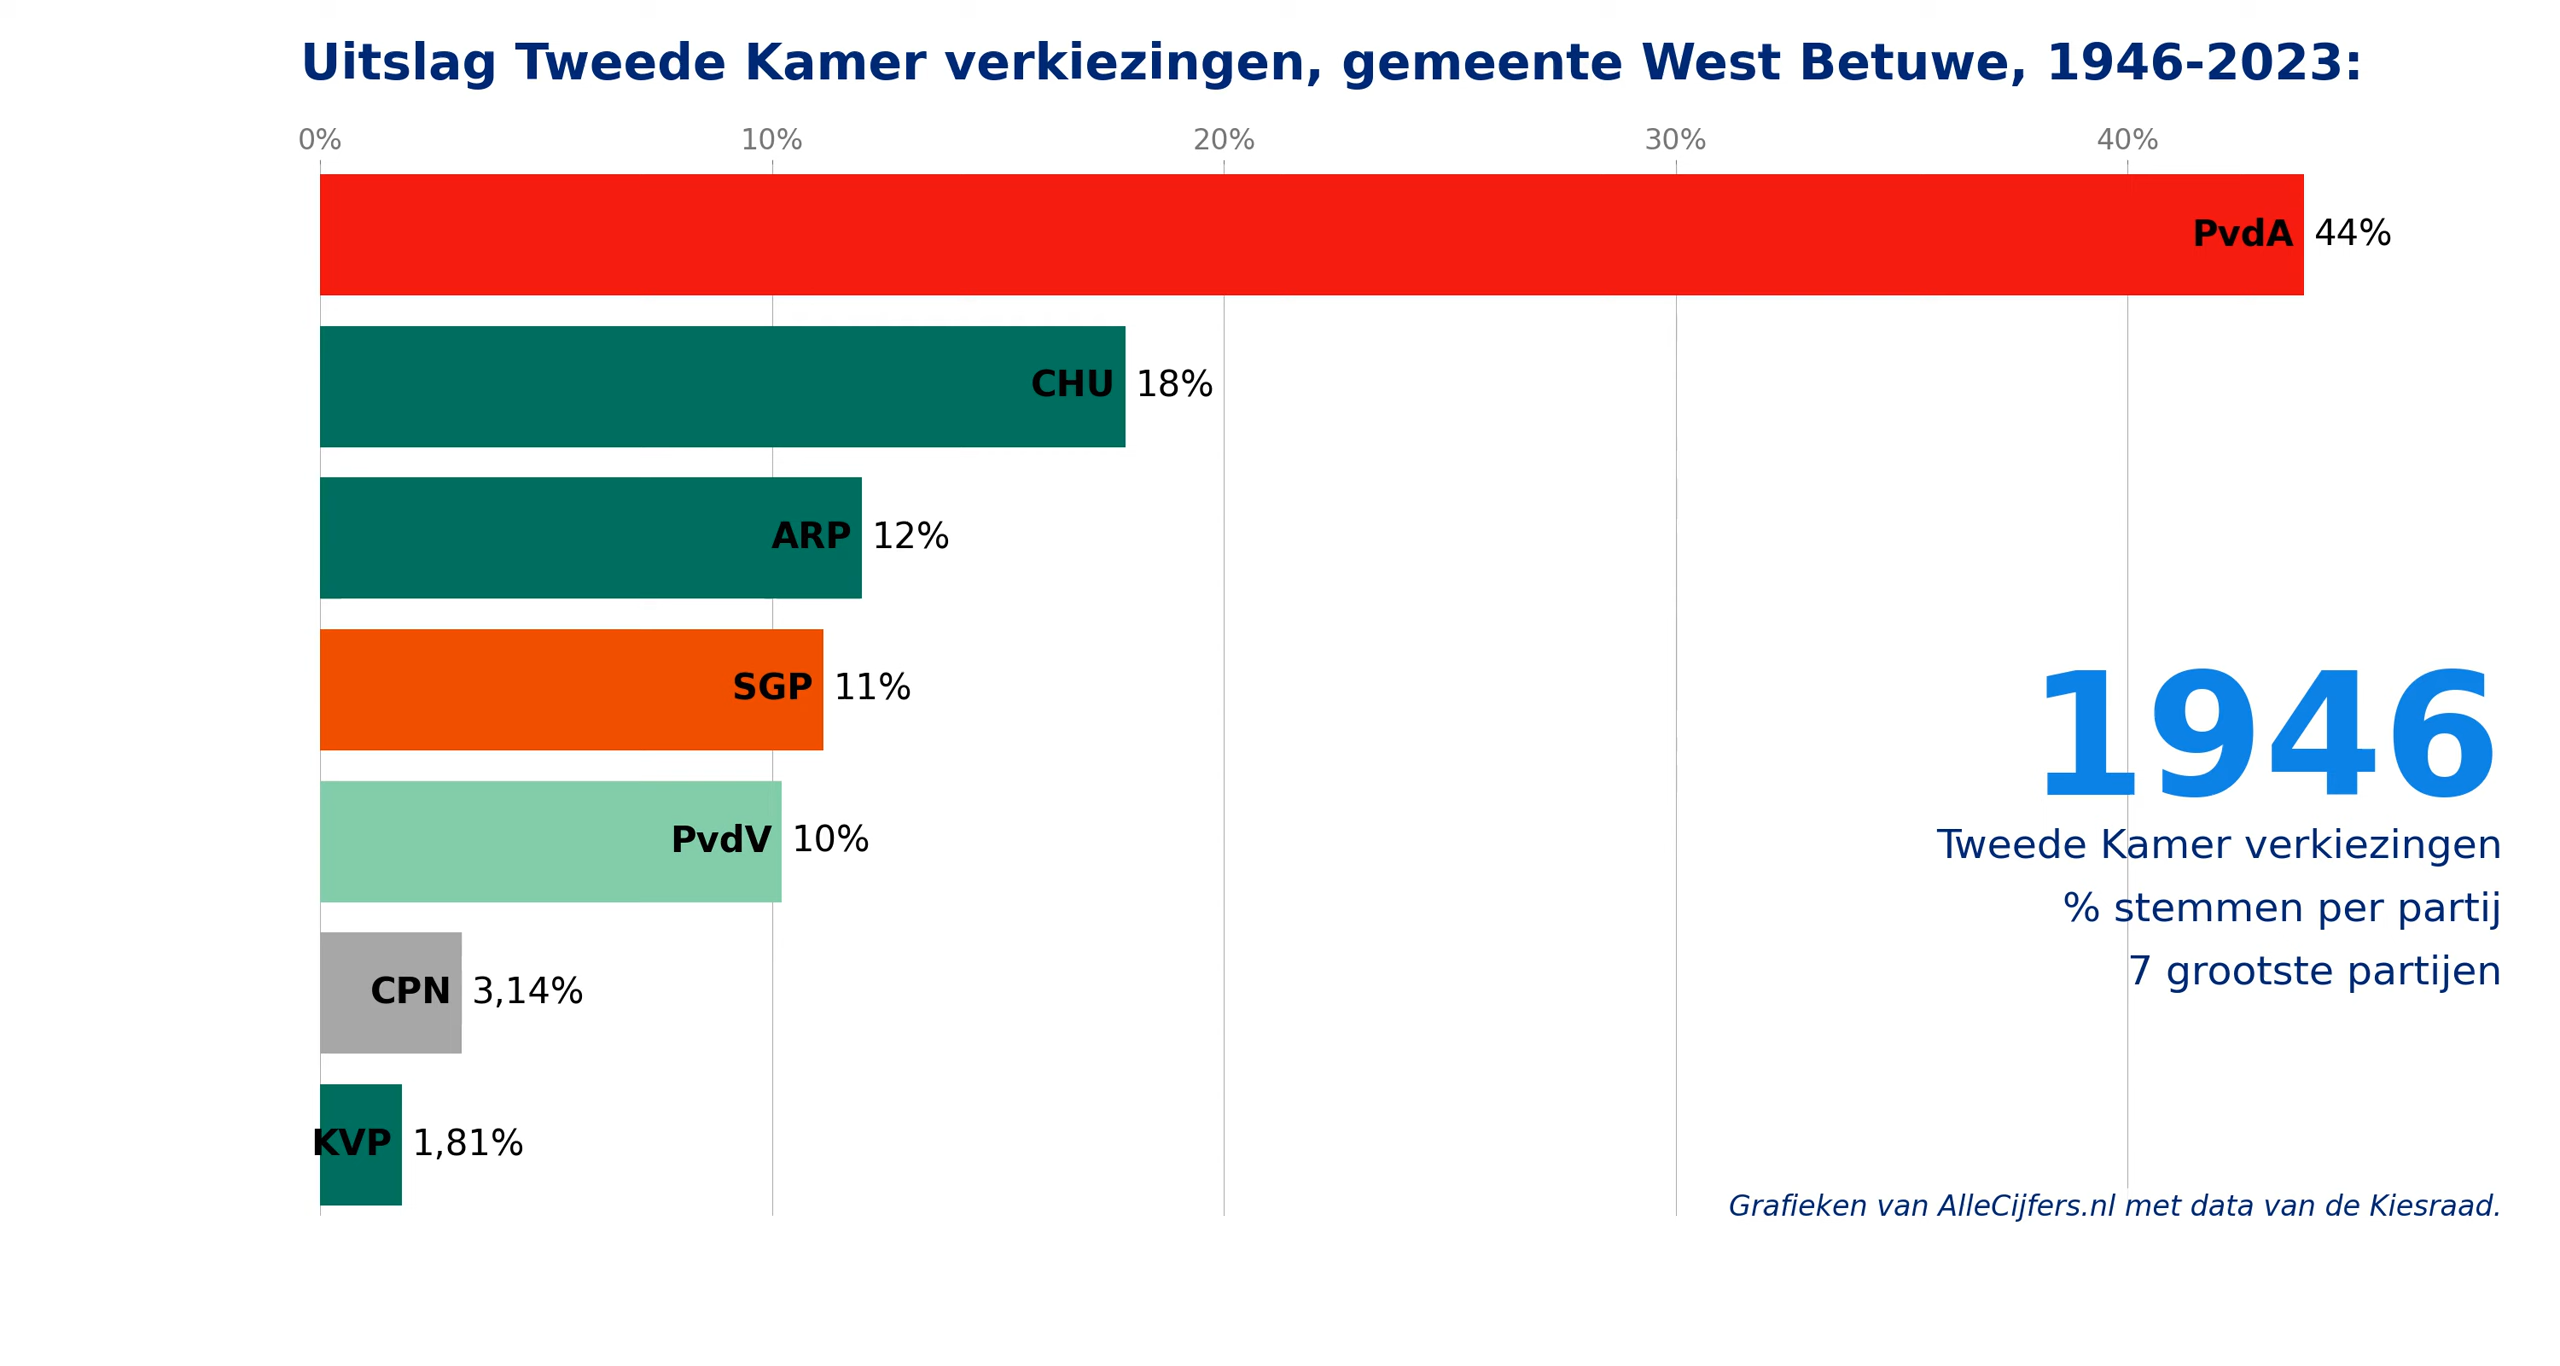 Uitslag Tweede Kamer verkiezingen, gemeente West Betuwe, 1946-2023:
0% 10% 20% 30% 40%
PvdA 44%
CHU 18%
ARP 12%
SGP 11%
PvdV 10%
CPN 3,14%
KVP 1,81%
1946
Tweede Kamer verkiezingen
% stemmen per partij
7 grootste partijen
Grafieken van AlleCijfers.nl met data van de Kiesraad.